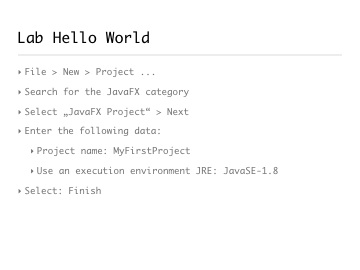 Lab Hello World
File > New > Project ...
Search for the JavaFX category
Select „JavaFX Project“ > Next
Enter the following data:
Project name: MyFirstProject
Use an execution environment JRE: JavaSE-1.8
Select: Finish